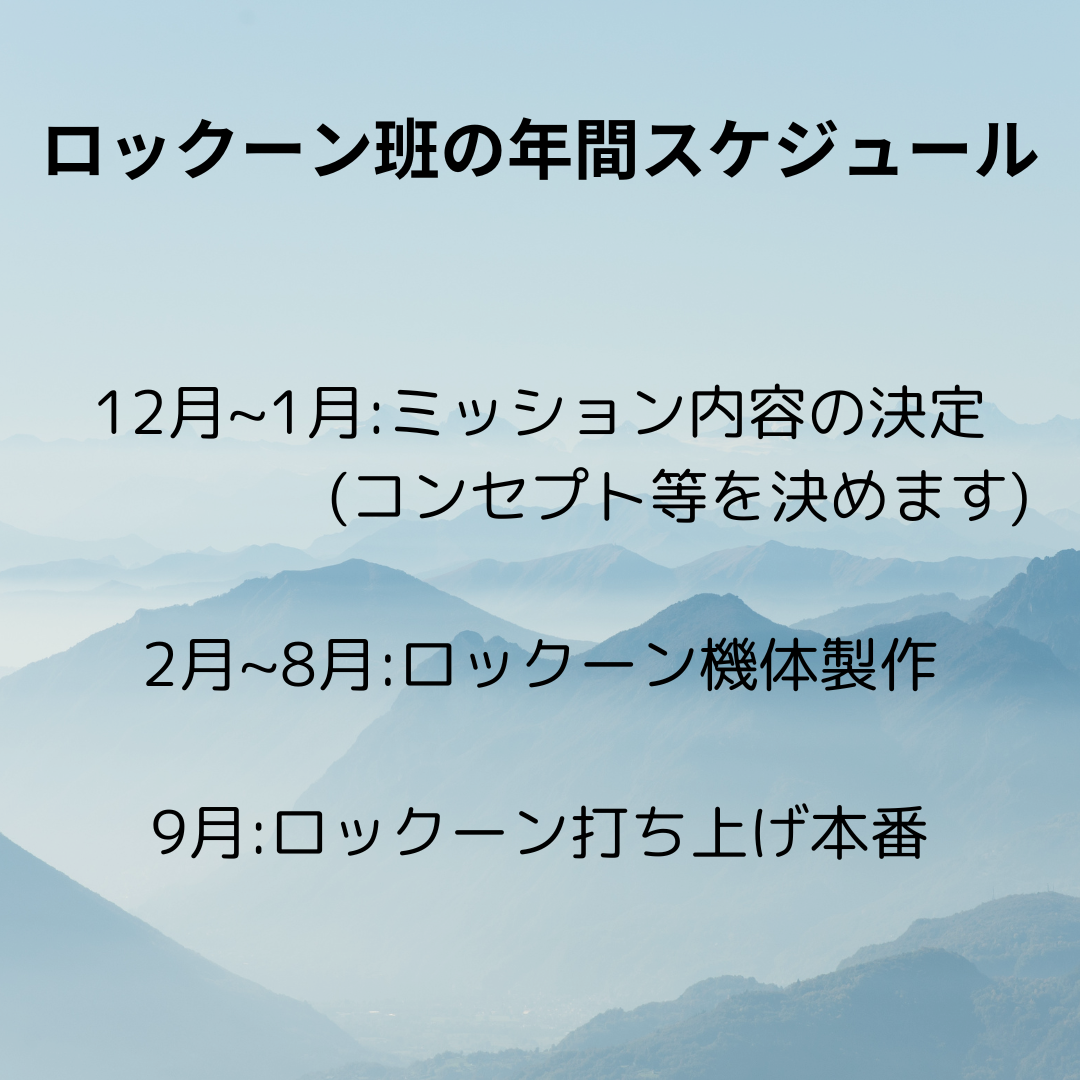 ロックーン班の年間スケジュール
12月~1月:ミッション内容の決定
(コンセプト等を決めます)
2月~8月:ロックーン機体製作
9月:ロックーン打ち上げ本番